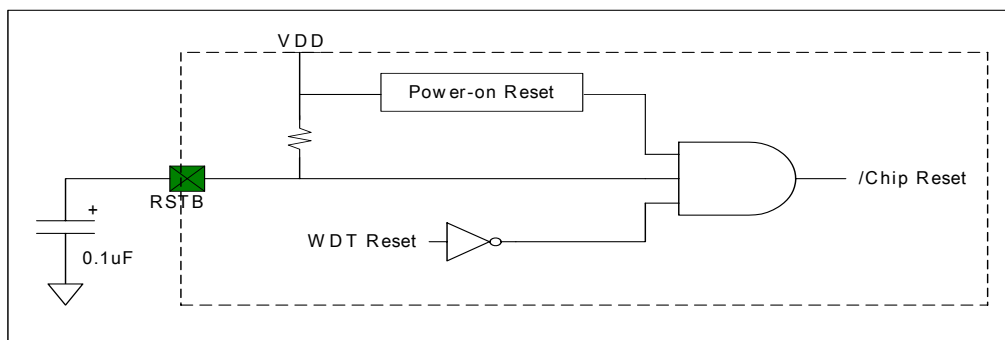 VDD
Power-on Reset
/Chip Reset
RSTB
+
WDT Reset
0.1uF